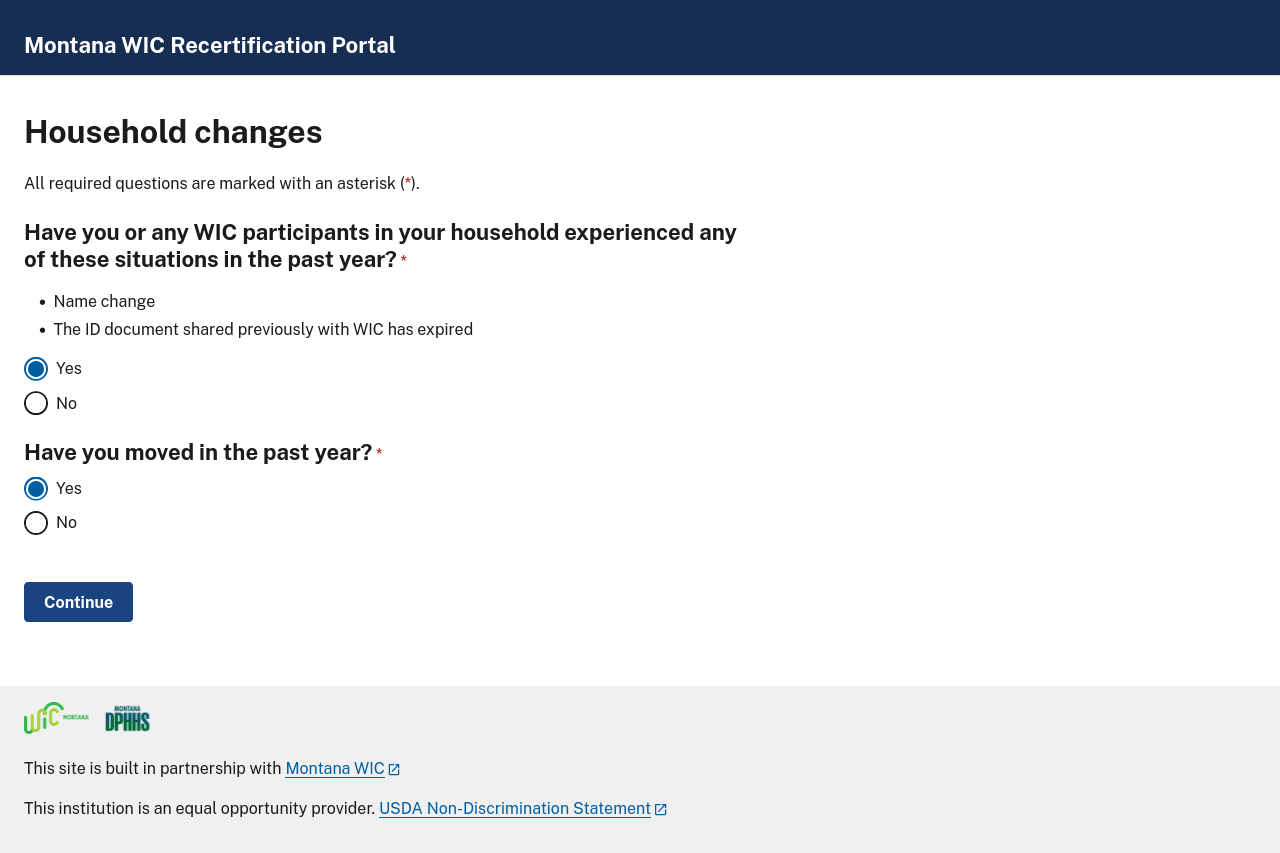 Montana WIC Recertification Portal
Household changes
All required questions are marked with an asterisk (*).
Have you or any WIC participants in your household experienced any
of these situations in the past year? *
• Name change
• The ID document shared previously with WIC has expired
Yes
No
Have you moved in the past year? *
Yes
No
Continue
WIC MONTANA
MONTANA
DPHHS
This site is built in partnership with Montana WIC
This institution is an equal opportunity provider. USDA Non-Discrimination Statement